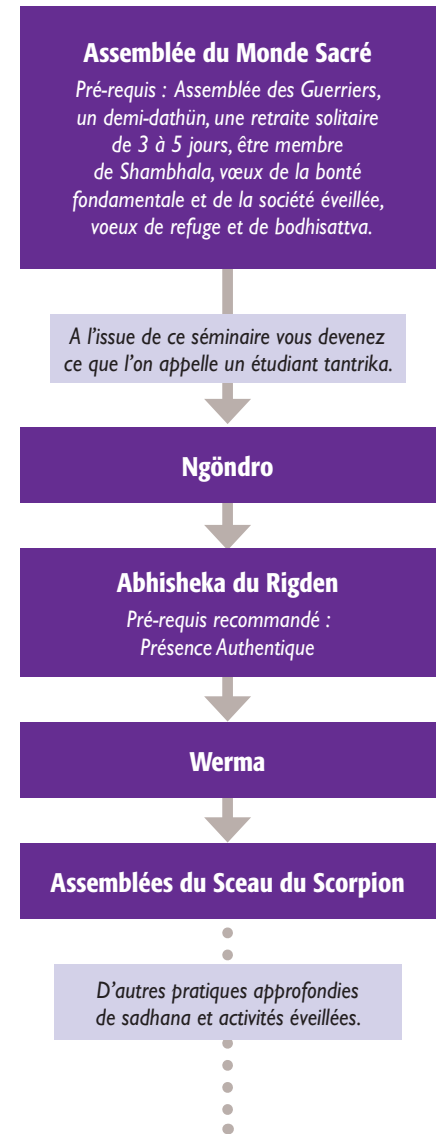 Assemblée du Monde Sacré
Pré-requis : Assemblée des Guerriers,
un demi-dathün, une retraite solitaire
de 3 à 5 jours, être membre
de Shambhala, vœux de la bonté
fondamentale et de la société éveillée,
voeux de refuge et de bodhisattva.
A l’issue de ce séminaire vous devenez
ce que l’on appelle un étudiant tantrika.
Ngöndro
Abhisheka du Rigden
Pré-requis recommandé :
Présence Authentique
Werma
Assemblées du Sceau du Scorpion
D’autres pratiques approfondies
de sadhana et activités éveillées.